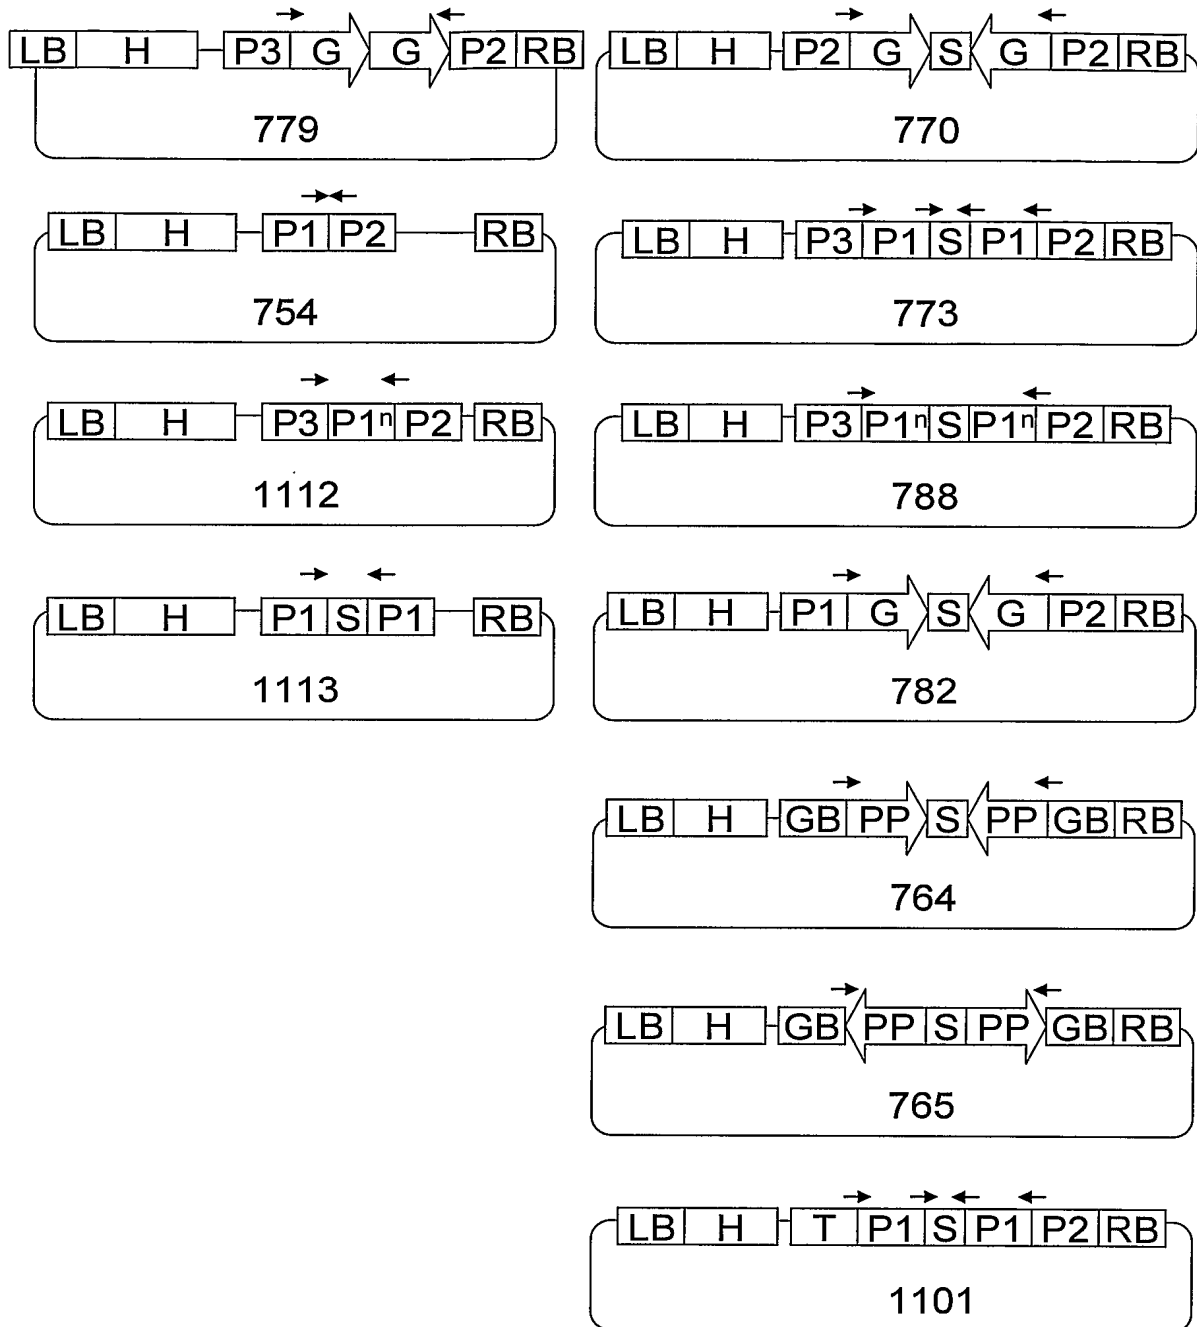 LB H P3 G G P2 RB
779
LB H P2 G S G P2 RB
770
LB H P1 P2 RB
754
LB H P3 P1 S P1 P2 RB
773
LB H P3 P1ⁿ P2 RB
1112
LB H P3 P1ⁿ S P1ⁿ P2 RB
788
LB H P1 S P1 RB
1113
LB H P1 G S G P2 RB
782
LB H GB PP S PP GB RB
764
LB H GB PP S PP GB RB
765
LB H T P1 S P1 P2 RB
1101